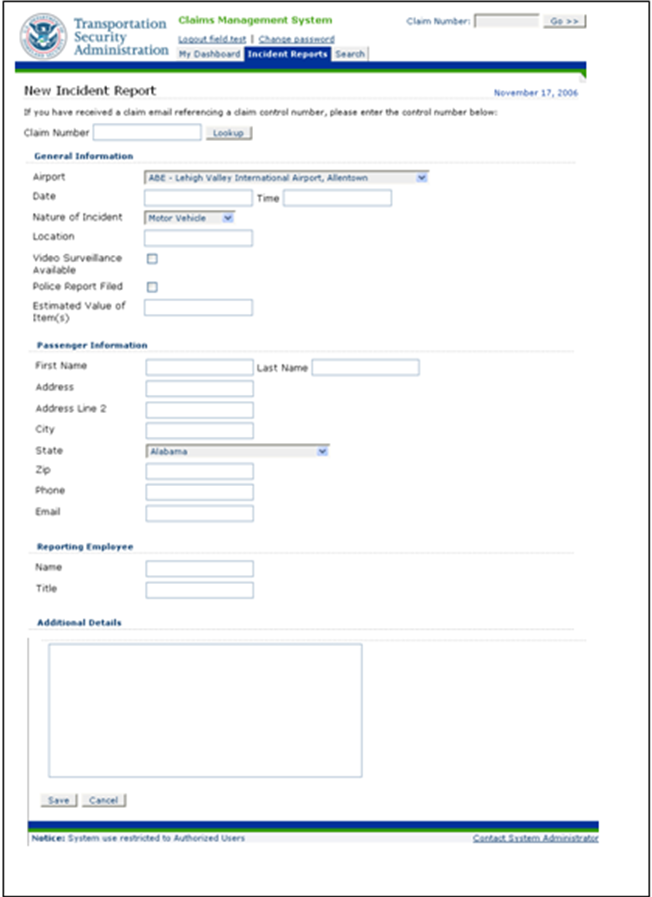 Transportation
Security
Administration
Claims Management System
Claim Number: Go >>
Logout field.test | Change password
My Dashboard Incident Reports Search
New Incident Report
November 17, 2006
If you have received a claim email referencing a claim control number, please enter the control number below:
Claim Number Lookup
General Information
Airport ABE - Lehigh Valley International Airport, Allentown
Date Time
Nature of Incident Motor Vehicle
Location
Video Surveillance
Available
Police Report Filed
Estimated Value of
Item(s)
Passenger Information
First Name Last Name
Address
Address Line 2
City
State Alabama
Zip
Phone
Email
Reporting Employee
Name
Title
Additional Details
Save Cancel
Notice: System use restricted to Authorized Users Contact System Administrator